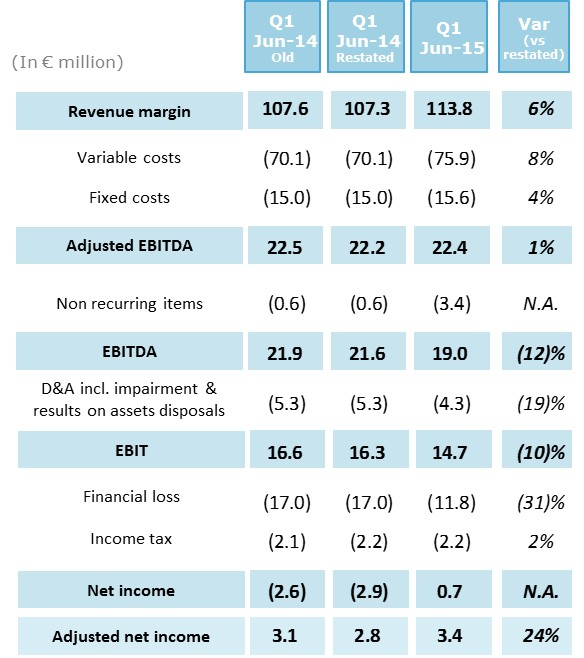 (In € million) Q1 Jun-14 Old Q1 Jun-14 Restated Q1 Jun-15 Var (vs restated)
Revenue margin 107.6 107.3 113.8 6%
Variable costs (70.1) (70.1) (75.9) 8%
Fixed costs (15.0) (15.0) (15.6) 4%
Adjusted EBITDA 22.5 22.2 22.4 1%
Non recurring items (0.6) (0.6) (3.4) N.A.
EBITDA 21.9 21.6 19.0 (12)%
D&A incl. impairment &
results on assets disposals (5.3) (5.3) (4.3) (19)%
EBIT 16.6 16.3 14.7 (10)%
Financial loss (17.0) (17.0) (11.8) (31)%
Income tax (2.1) (2.2) (2.2) 2%
Net income (2.6) (2.9) 0.7 N.A.
Adjusted net income 3.1 2.8 3.4 24%